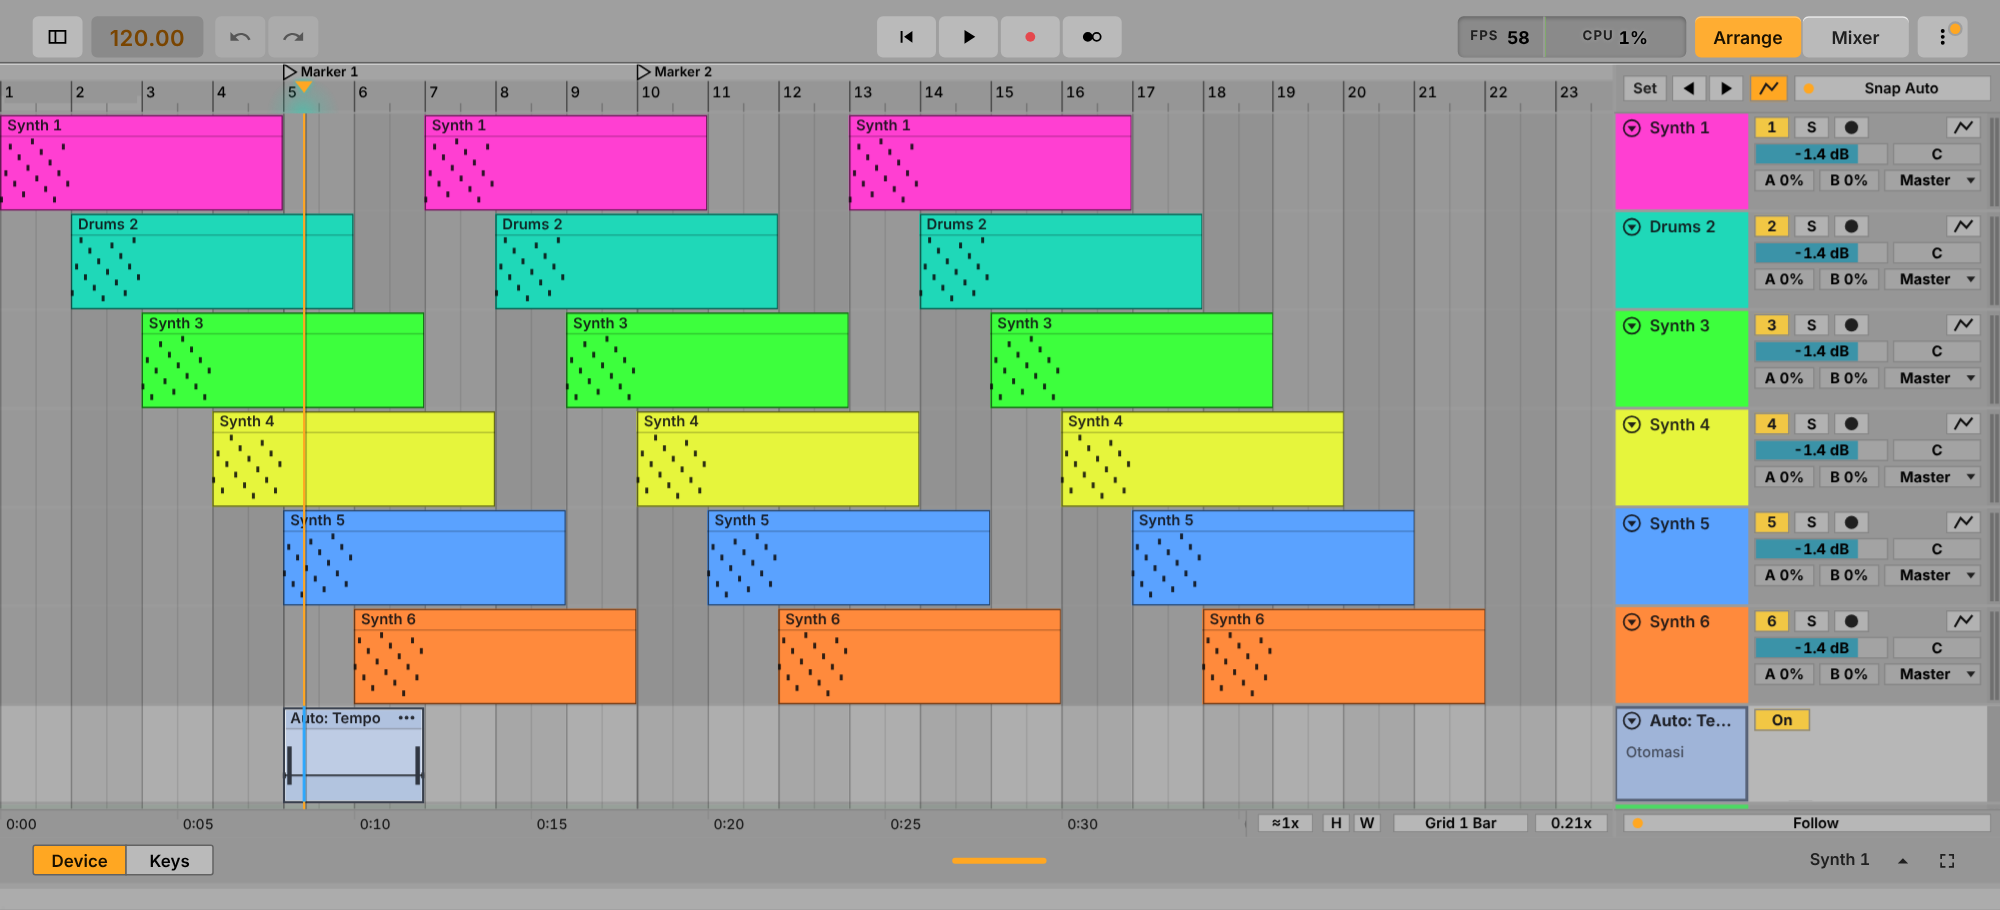 120.00
FPS 58
CPU 1%
Arrange
Mixer
Marker 1
Marker 2
1 2 3 4 5 6 7 8 9 10 11 12 13 14 15 16 17 18 19 20 21 22 23
Set
Snap Auto
Synth 1 Synth 1 Synth 1
Synth 1 1 S
-1.4 dB C
A 0% B 0% Master
Drums 2 Drums 2 Drums 2
Drums 2 2 S
-1.4 dB C
A 0% B 0% Master
Synth 3 Synth 3 Synth 3
Synth 3 3 S
-1.4 dB C
A 0% B 0% Master
Synth 4 Synth 4 Synth 4
Synth 4 4 S
-1.4 dB C
A 0% B 0% Master
Synth 5 Synth 5 Synth 5
Synth 5 5 S
-1.4 dB C
A 0% B 0% Master
Synth 6 Synth 6 Synth 6
Synth 6 6 S
-1.4 dB C
A 0% B 0% Master
Auto: Tempo
Auto: Te... On
Otomasi
0:00 0:05 0:10 0:15 0:20 0:25 0:30
≈1x H W Grid 1 Bar 0.21x
Follow
Device Keys
Synth 1